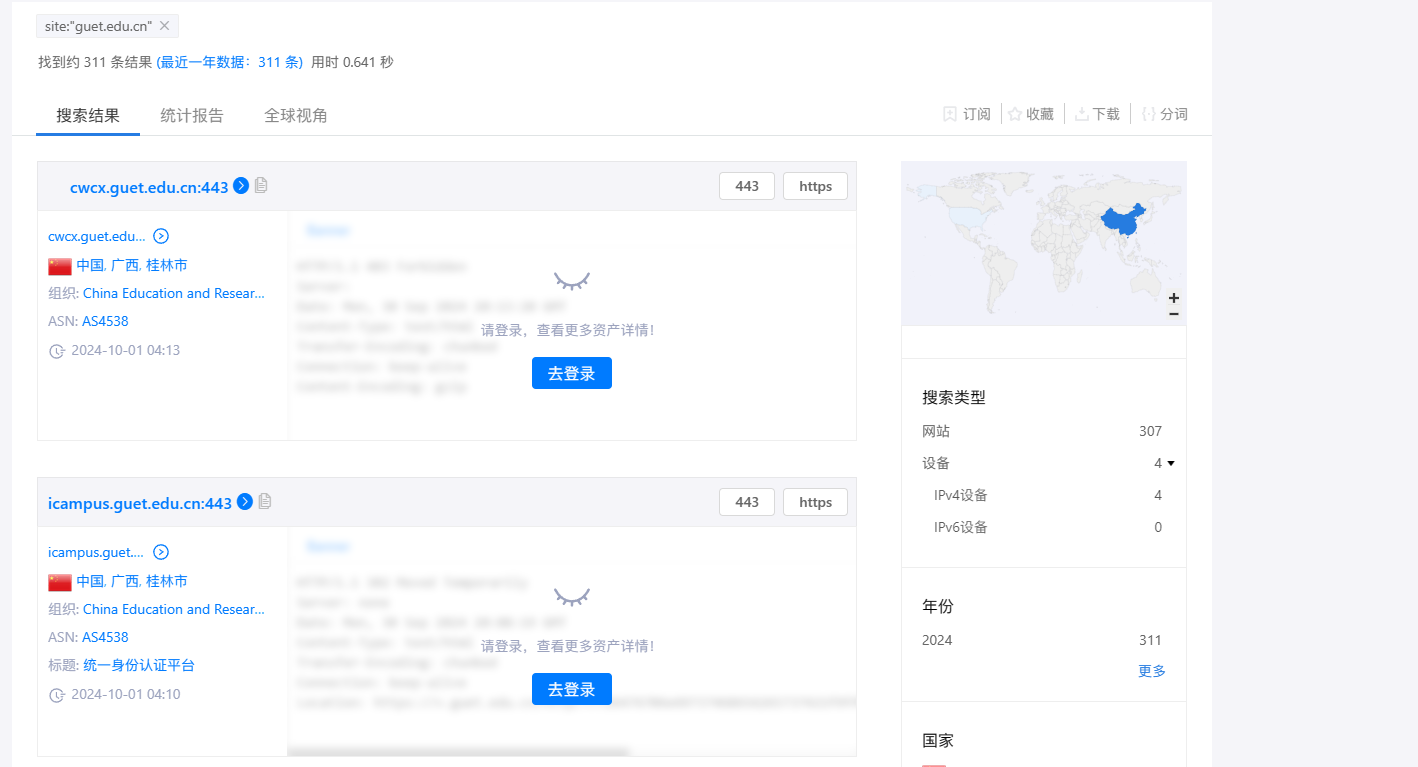 site:"guet.edu.cn"
找到约 311 条结果 (最近一年数据：311 条) 用时 0.641 秒
搜索结果 统计报告 全球视角
订阅 收藏 下载 分词
cwcx.guet.edu.cn:443
443 https
cwcx.guet.edu...
中国, 广西, 桂林市
组织: China Education and Resear...
ASN: AS4538
2024-10-01 04:13
请登录，查看更多资产详情！
去登录
icampus.guet.edu.cn:443
443 https
icampus.guet....
中国, 广西, 桂林市
组织: China Education and Resear...
ASN: AS4538
标题: 统一身份认证平台
2024-10-01 04:10
请登录，查看更多资产详情！
去登录
+
−
搜索类型
网站 307
设备 4
IPv4设备 4
IPv6设备 0
年份
2024 311
更多
国家